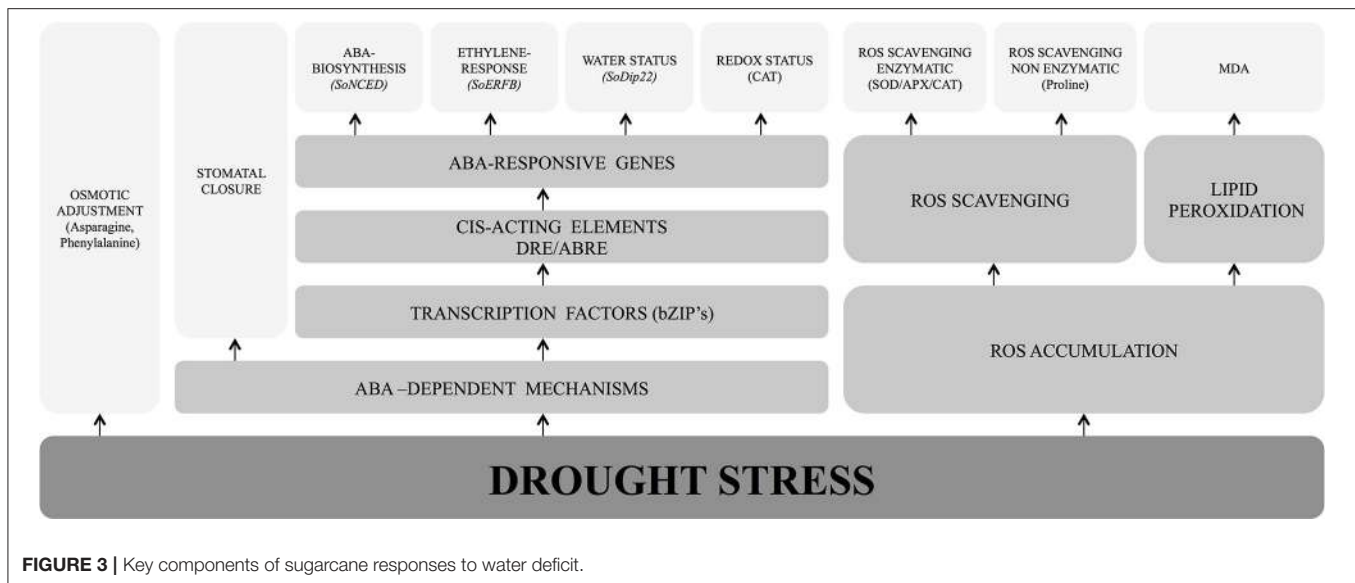 ABA-
BIOSYNTHESIS
(SoNCED)
ETHYLENE-
RESPONSE
(SoERFB)
WATER STATUS
(SoDip22)
REDOX STATUS
(CAT)
ROS SCAVENGING
ENZYMATIC
(SOD/APX/CAT)
ROS SCAVENGING
NON ENZYMATIC
(Proline)
MDA
OSMOTIC
ADJUSTMENT
(Asparagine,
Phenylalanine)
STOMATAL
CLOSURE
ABA-RESPONSIVE GENES
CIS-ACTING ELEMENTS
DRE/ABRE
TRANSCRIPTION FACTORS (bZIP's)
ABA –DEPENDENT MECHANISMS
ROS SCAVENGING
LIPID
PEROXIDATION
ROS ACCUMULATION
DROUGHT STRESS
FIGURE 3 | Key components of sugarcane responses to water deficit.